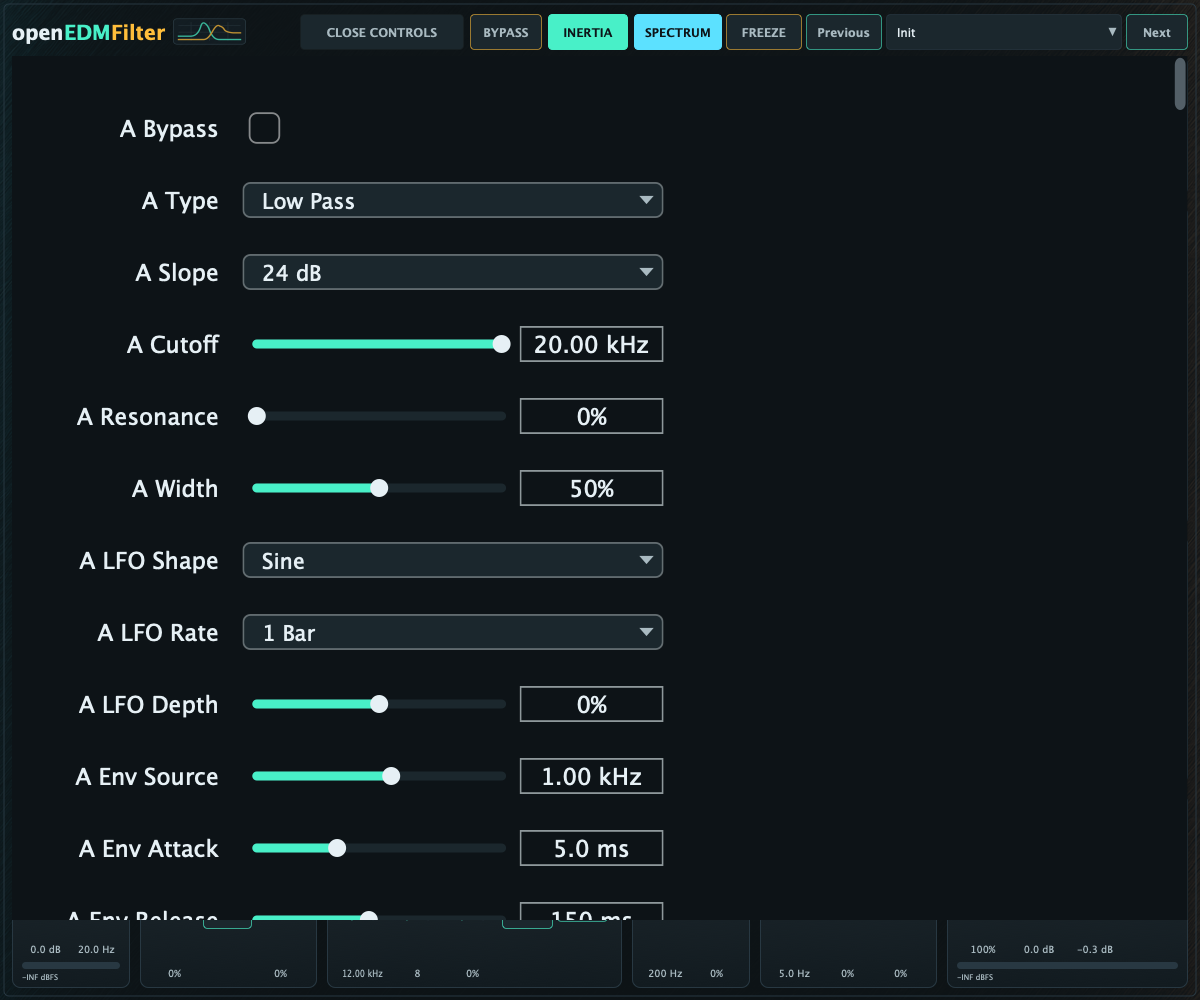 openEDMFilter CLOSE CONTROLS BYPASS INERTIA SPECTRUM FREEZE Previous Init Next
A Bypass
A Type Low Pass
A Slope 24 dB
A Cutoff 20.00 kHz
A Resonance 0%
A Width 50%
A LFO Shape Sine
A LFO Rate 1 Bar
A LFO Depth 0%
A Env Source 1.00 kHz
A Env Attack 5.0 ms
A Env Release 150 ms
0.0 dB 20.0 Hz 100% 0.0 dB -0.3 dB
-INF dBFS 0% 0% 12.00 kHz 8 0% 200 Hz 0% 5.0 Hz 0% 0% -INF dBFS